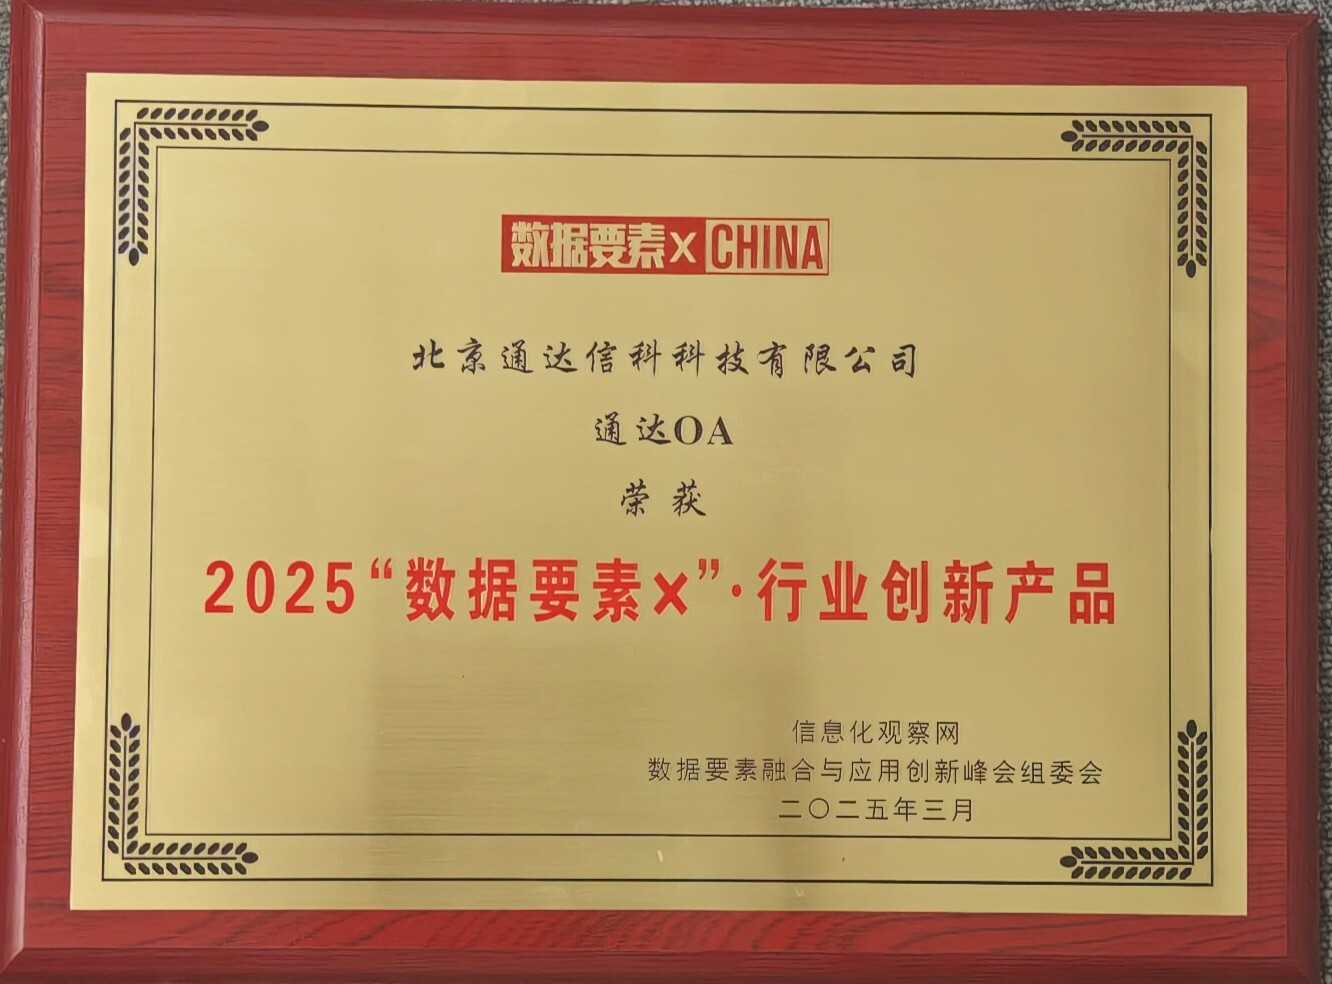 数据要素×CHINA
北京通达信科科技有限公司
通达OA
荣获
2025“数据要素×”·行业创新产品
信息化观察网
数据要素融合与应用创新峰会组委会
二〇二五年三月